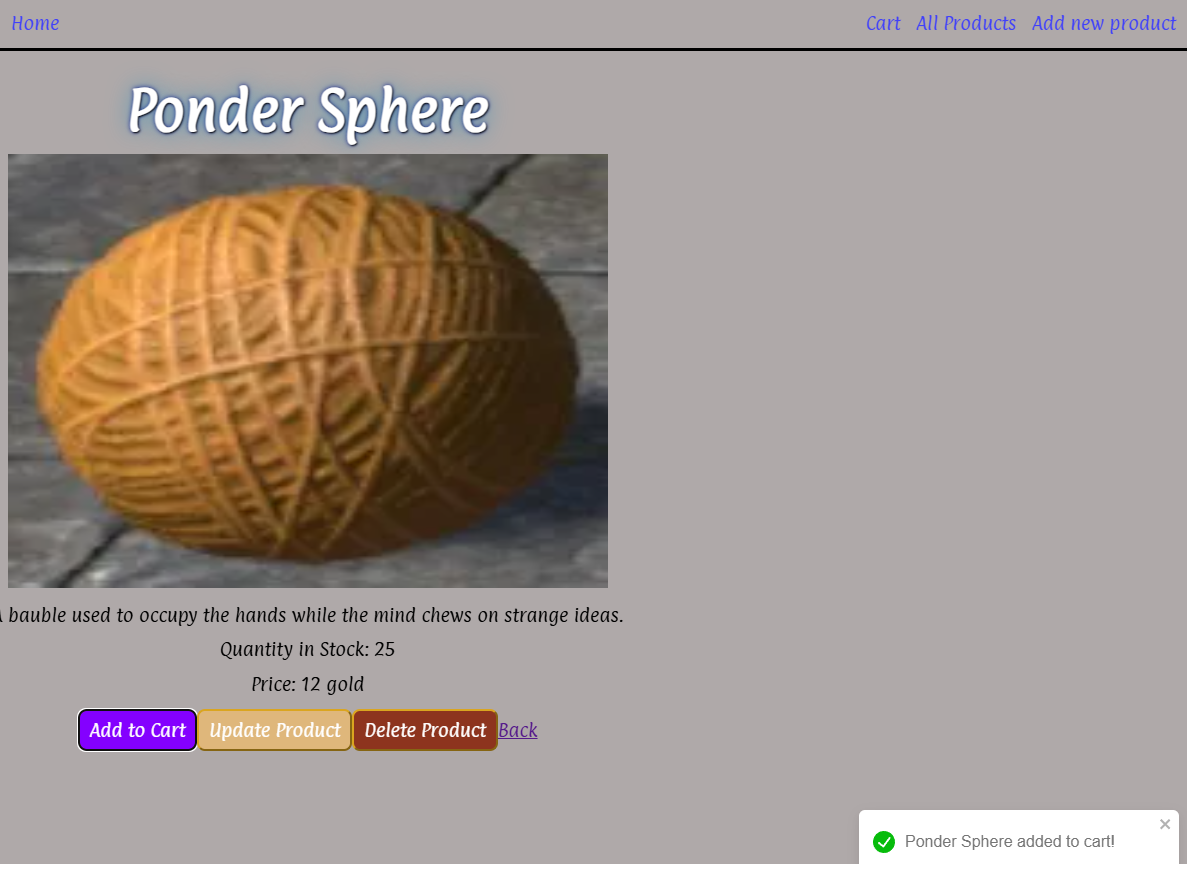 Home Cart All Products Add new product
Ponder Sphere
A bauble used to occupy the hands while the mind chews on strange ideas.
Quantity in Stock: 25
Price: 12 gold
Add to Cart Update Product Delete Product Back
Ponder Sphere added to cart!